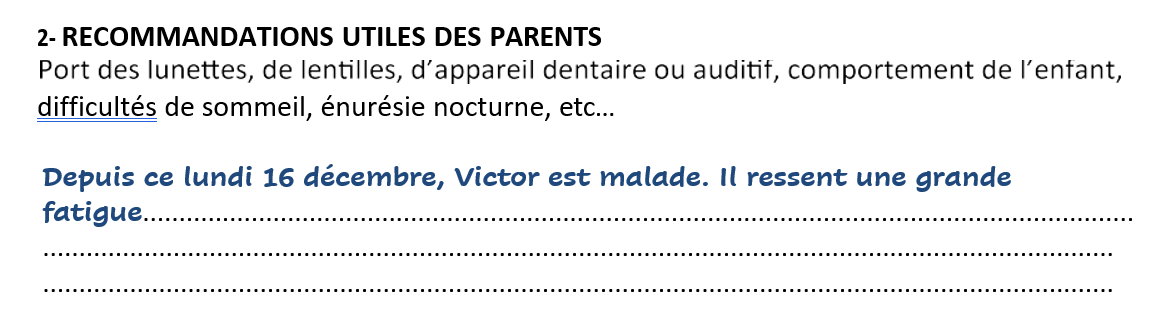 2- RECOMMANDATIONS UTILES DES PARENTS
Port des lunettes, de lentilles, d’appareil dentaire ou auditif, comportement de l’enfant,
difficultés de sommeil, énurésie nocturne, etc…
Depuis ce lundi 16 décembre, Victor est malade. Il ressent une grande
fatigue.......................................................................................................................................
...................................................................................................................................................
...................................................................................................................................................